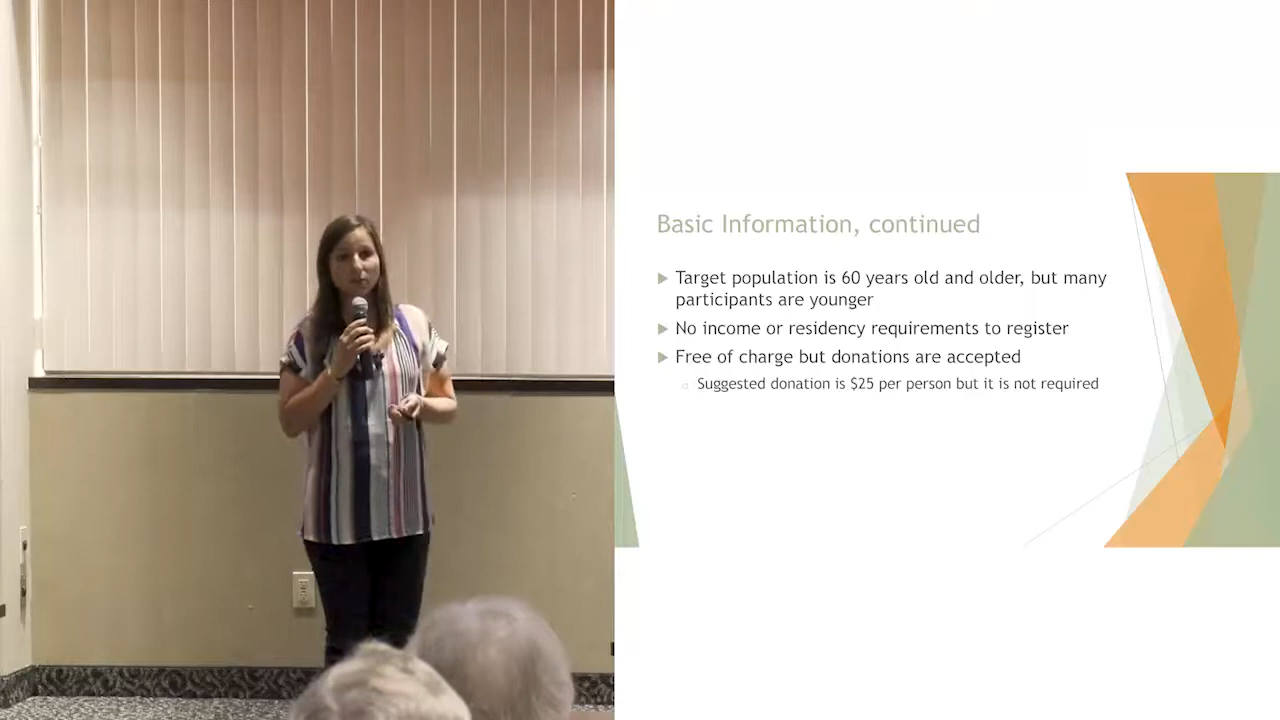 Basic Information, continued
Target population is 60 years old and older, but many
participants are younger
No income or residency requirements to register
Free of charge but donations are accepted
Suggested donation is $25 per person but it is not required